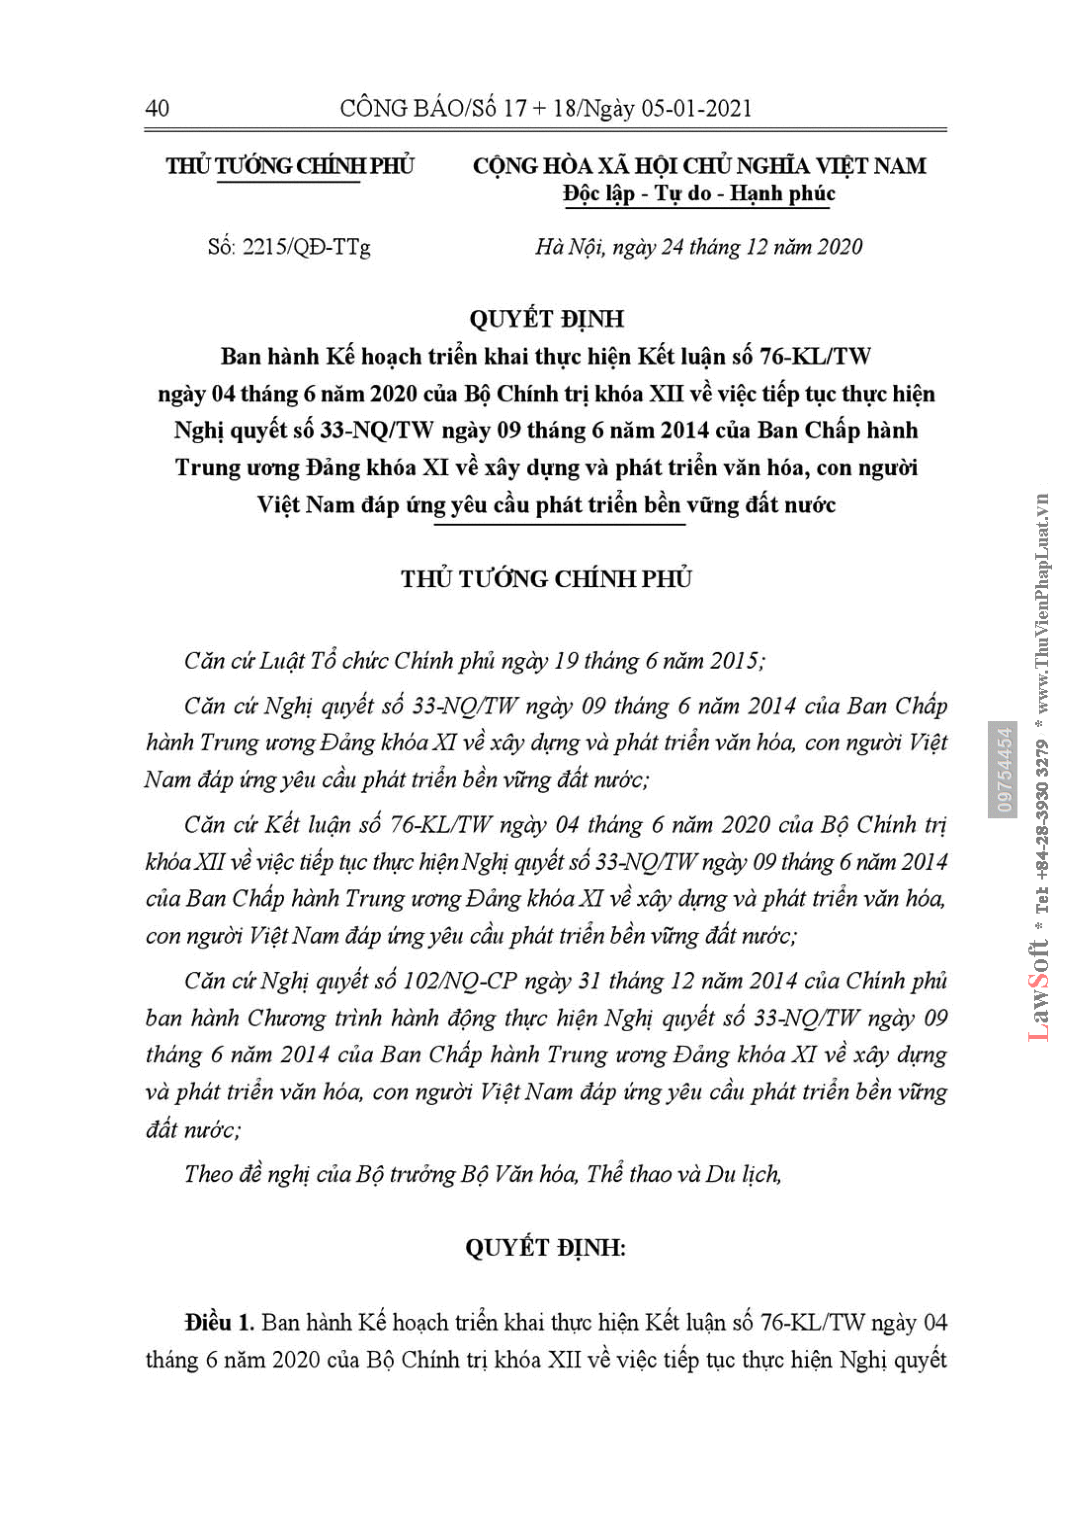 40
CÔNG BÁO/Số 17 + 18/Ngày 05-01-2021
THỦ TƯỚNG CHÍNH PHỦ
CỘNG HÒA XÃ HỘI CHỦ NGHĨA VIỆT NAM
Độc lập - Tự do - Hạnh phúc
Số: 2215/QĐ-TTg
Hà Nội, ngày 24 tháng 12 năm 2020
QUYẾT ĐỊNH
Ban hành Kế hoạch triển khai thực hiện Kết luận số 76-KL/TW
ngày 04 tháng 6 năm 2020 của Bộ Chính trị khóa XII về việc tiếp tục thực hiện
Nghị quyết số 33-NQ/TW ngày 09 tháng 6 năm 2014 của Ban Chấp hành
Trung ương Đảng khóa XI về xây dựng và phát triển văn hóa, con người
Việt Nam đáp ứng yêu cầu phát triển bền vững đất nước
THỦ TƯỚNG CHÍNH PHỦ
Căn cứ Luật Tổ chức Chính phủ ngày 19 tháng 6 năm 2015;
Căn cứ Nghị quyết số 33-NQ/TW ngày 09 tháng 6 năm 2014 của Ban Chấp
hành Trung ương Đảng khóa XI về xây dựng và phát triển văn hóa, con người Việt
Nam đáp ứng yêu cầu phát triển bền vững đất nước;
Căn cứ Kết luận số 76-KL/TW ngày 04 tháng 6 năm 2020 của Bộ Chính trị
khóa XII về việc tiếp tục thực hiện Nghị quyết số 33-NQ/TW ngày 09 tháng 6 năm 2014
của Ban Chấp hành Trung ương Đảng khóa XI về xây dựng và phát triển văn hóa,
con người Việt Nam đáp ứng yêu cầu phát triển bền vững đất nước;
Căn cứ Nghị quyết số 102/NQ-CP ngày 31 tháng 12 năm 2014 của Chính phủ
ban hành Chương trình hành động thực hiện Nghị quyết số 33-NQ/TW ngày 09
tháng 6 năm 2014 của Ban Chấp hành Trung ương Đảng khóa XI về xây dựng
và phát triển văn hóa, con người Việt Nam đáp ứng yêu cầu phát triển bền vững
đất nước;
Theo đề nghị của Bộ trưởng Bộ Văn hóa, Thể thao và Du lịch,
QUYẾT ĐỊNH:
Điều 1. Ban hành Kế hoạch triển khai thực hiện Kết luận số 76-KL/TW ngày 04
tháng 6 năm 2020 của Bộ Chính trị khóa XII về việc tiếp tục thực hiện Nghị quyết
09754454
LawSoft * Tel: +84-28-3930 3279 * www.ThuVienPhapLuat.vn